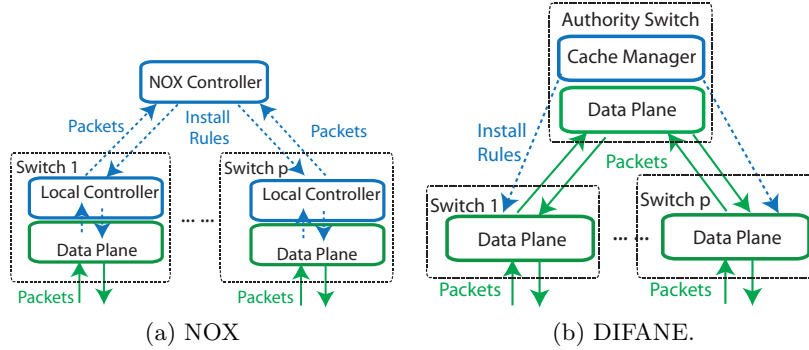 NOX Controller
Packets
Install
Rules
Packets
Switch 1
Local Controller
Data Plane
Packets
... ...
Switch p
Local Controller
Data Plane
Packets
(a) NOX
Authority Switch
Cache Manager
Data Plane
Install
Rules
Packets
Switch 1
Data Plane
Packets
... ...
Switch p
Data Plane
Packets
(b) DIFANE.